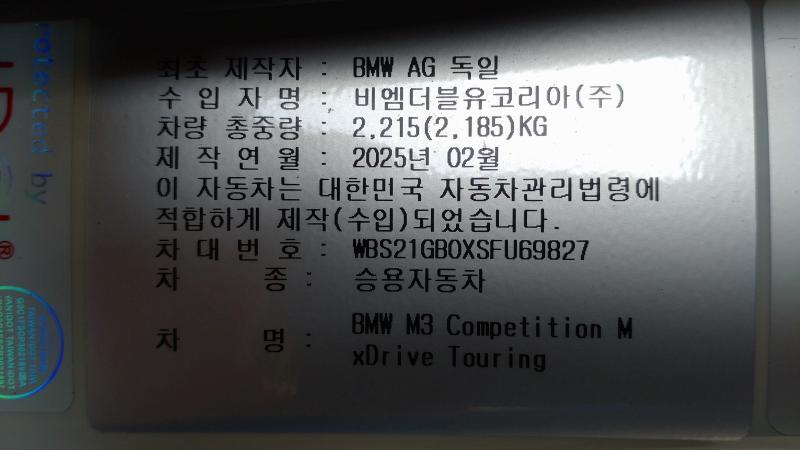 최초 제작자 : BMW AG 독일
수 입 자 명 : 비엠더블유코리아(주)
차량 총중량 : 2,215(2,185)KG
제 작 연 월 : 2025년 02월
이 자동차는 대한민국 자동차관리법령에
적합하게 제작(수입)되었습니다.
차 대 번 호 : WBS21GB0XSFU69827
차 종 : 승용자동차
차 명 : BMW M3 Competition M
xDrive Touring
rotected by